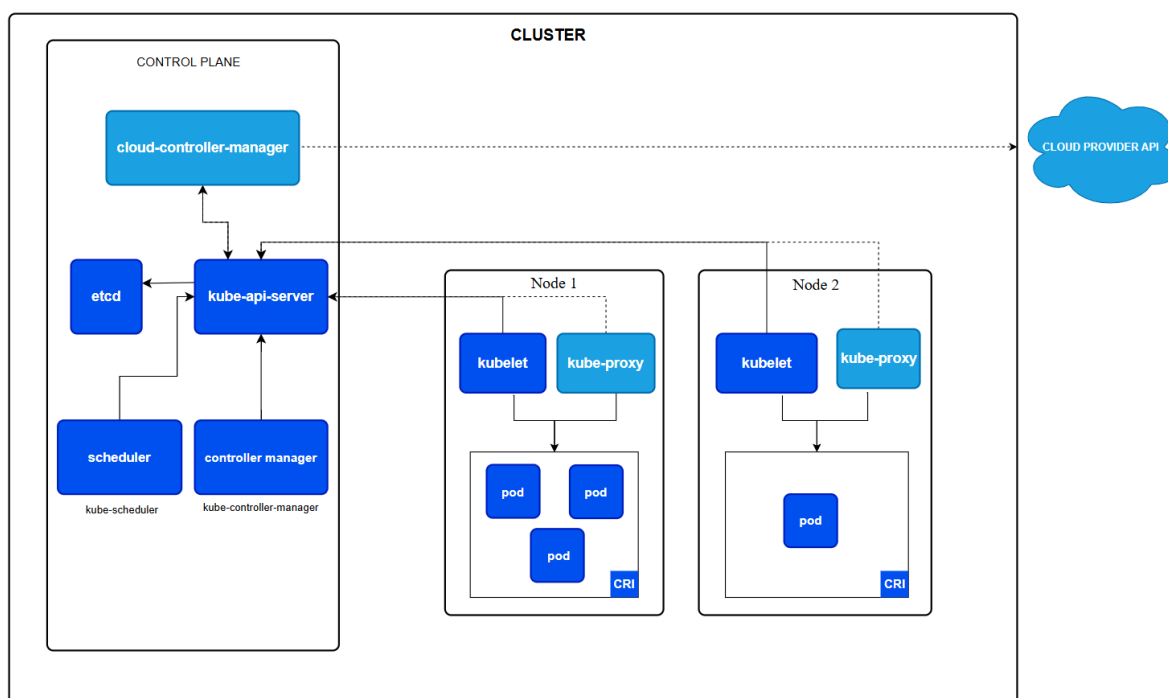 CLUSTER
CONTROL PLANE
cloud-controller-manager
CLOUD PROVIDER API
etcd
kube-api-server
Node 1
Node 2
kubelet
kube-proxy
kubelet
kube-proxy
scheduler
controller manager
kube-scheduler
kube-controller-manager
pod
pod
pod
CRI
pod
CRI